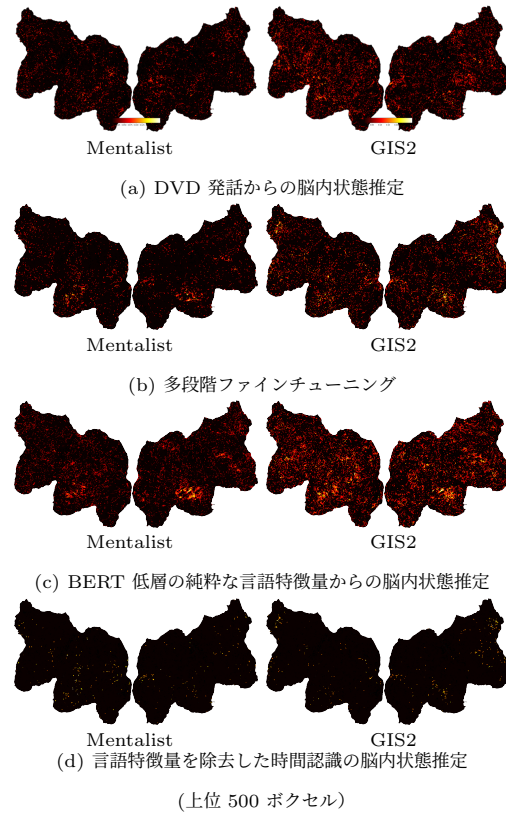 Mentalist GIS2
(a) DVD 発話からの脳内状態推定
Mentalist GIS2
(b) 多段階ファインチューニング
Mentalist GIS2
(c) BERT 低層の純粋な言語特徴量からの脳内状態推定
Mentalist GIS2
(d) 言語特徴量を除去した時間認識の脳内状態推定
(上位 500 ボクセル)